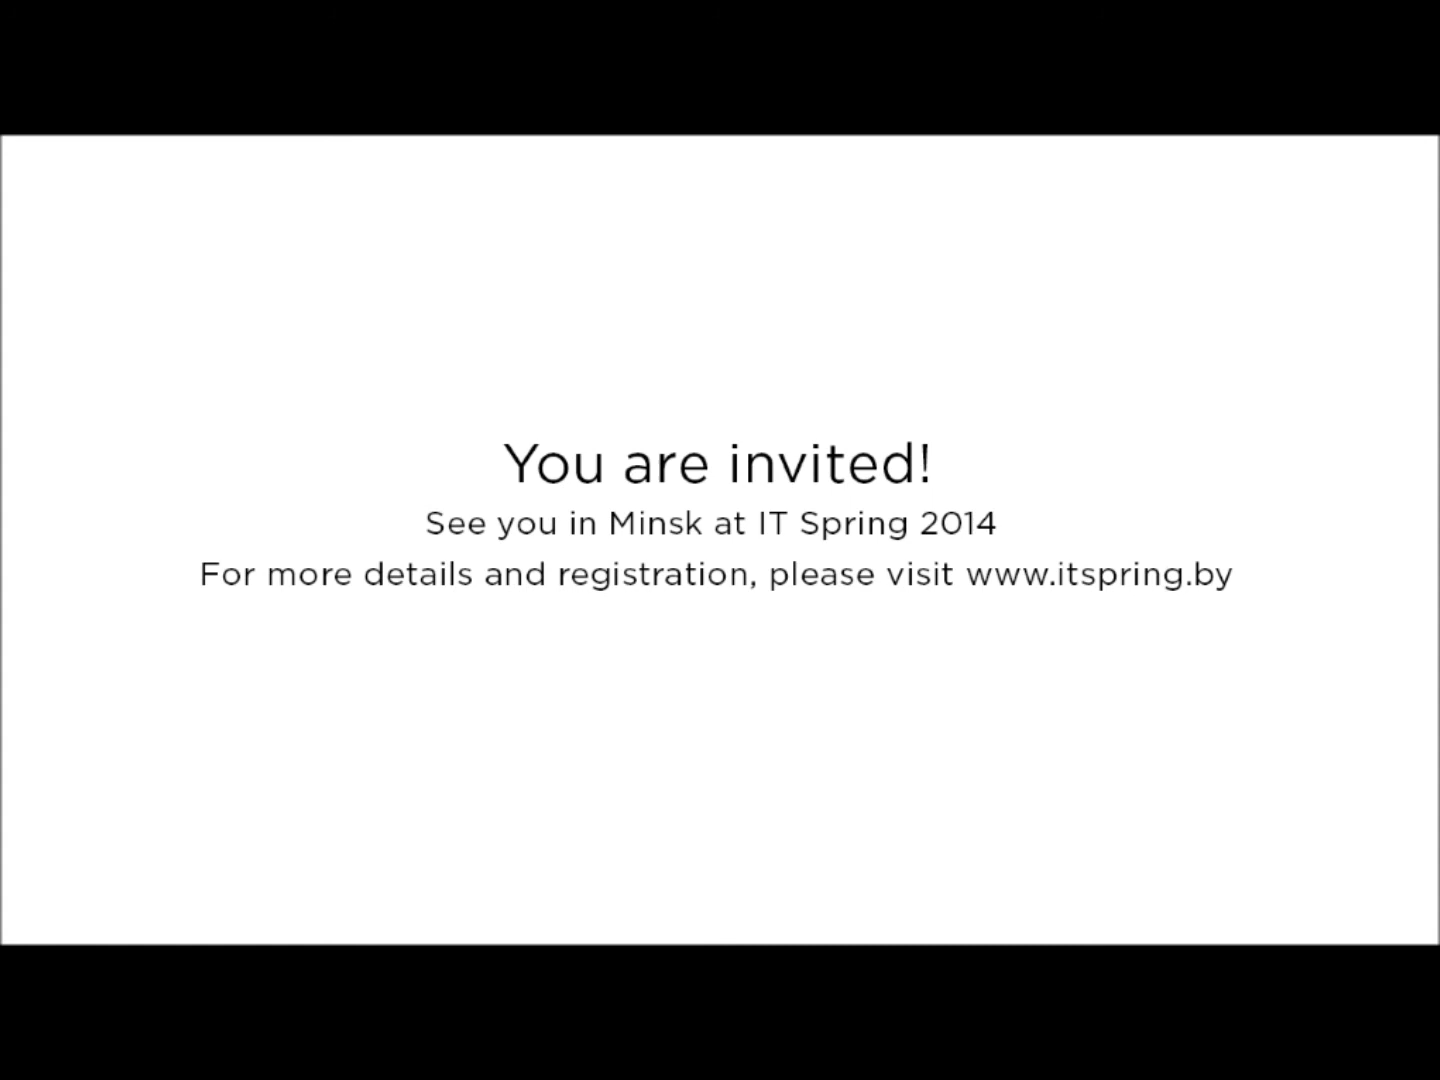 You are invited!
See you in Minsk at IT Spring 2014
For more details and registration, please visit www.itspring.by